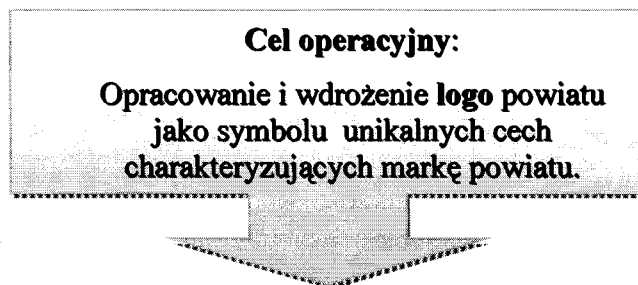 Cel operacyjny:
Opracowanie i wdrożenie logo powiatu
jako symbolu unikalnych cech
charakteryzujących markę powiatu.